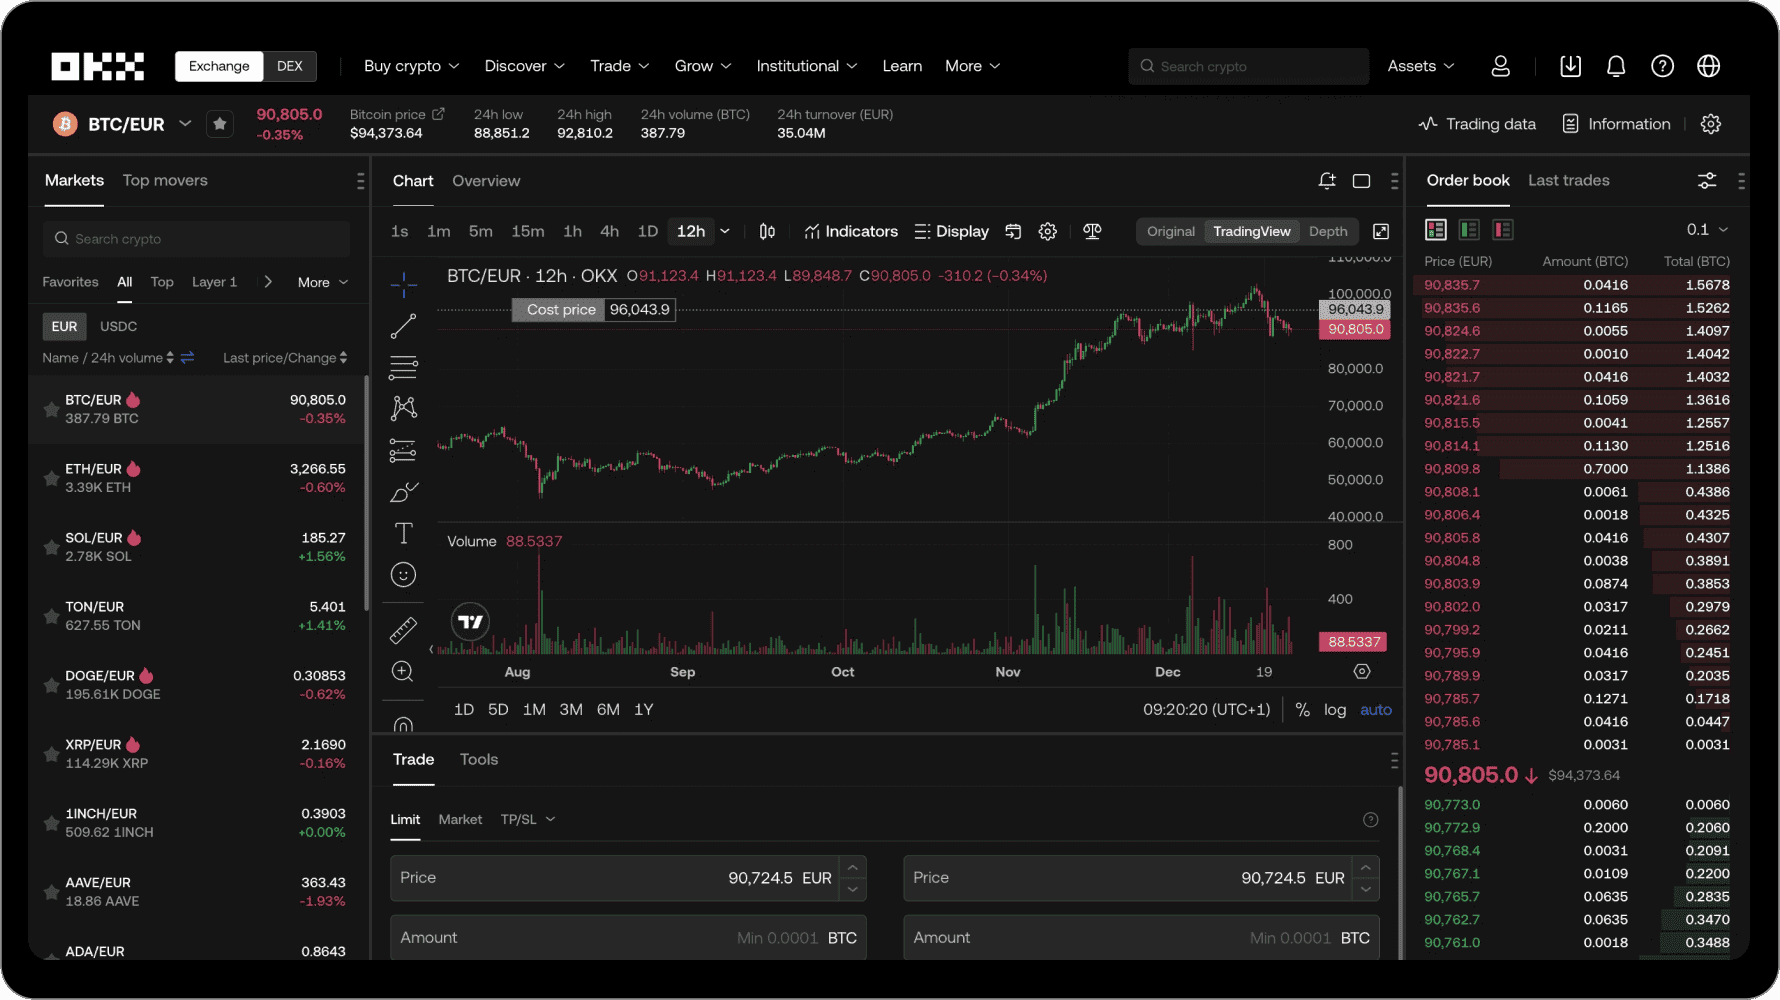 OKX Exchange DEX Buy crypto Discover Trade Grow Institutional Learn More Search crypto Assets
BTC/EUR 90,805.0 -0.35% Bitcoin price $94,373.64 24h low 88,851.2 24h high 92,810.2 24h volume (BTC) 387.79 24h turnover (EUR) 35.04M Trading data Information
Markets Top movers
Search crypto
Favorites All Top Layer 1 More
EUR USDC
Name / 24h volume Last price/Change
BTC/EUR 90,805.0
387.79 BTC -0.35%
ETH/EUR 3,266.55
3.39K ETH -0.60%
SOL/EUR 185.27
2.78K SOL +1.56%
TON/EUR 5.401
627.55 TON +1.41%
DOGE/EUR 0.30853
195.61K DOGE -0.62%
XRP/EUR 2.1690
114.29K XRP -0.16%
1INCH/EUR 0.3903
509.62 1INCH +0.00%
AAVE/EUR 363.43
18.86 AAVE -1.93%
ADA/EUR 0.8643
Chart Overview
1s 1m 5m 15m 1h 4h 1D 12h Indicators Display Original TradingView Depth
BTC/EUR · 12h · OKX O91,123.4 H91,123.4 L89,848.7 C90,805.0 -310.2 (−0.34%)
Cost price 96,043.9
110,000.0
100,000.0
96,043.9
90,805.0
80,000.0
70,000.0
60,000.0
50,000.0
40,000.0
Volume 88.5337
800
400
88.5337
Aug Sep Oct Nov Dec 19
1D 5D 1M 3M 6M 1Y 09:20:20 (UTC+1) % log auto
Trade Tools
Limit Market TP/SL
Price 90,724.5 EUR Price 90,724.5 EUR
Amount Min 0.0001 BTC Amount Min 0.0001 BTC
Order book Last trades
0.1
Price (EUR) Amount (BTC) Total (BTC)
90,835.7 0.0416 1.5678
90,835.6 0.1165 1.5262
90,824.6 0.0055 1.4097
90,822.7 0.0010 1.4042
90,821.7 0.0416 1.4032
90,821.6 0.1059 1.3616
90,815.5 0.0041 1.2557
90,814.1 0.1130 1.2516
90,809.8 0.7000 1.1386
90,808.1 0.0061 0.4386
90,806.4 0.0018 0.4325
90,805.8 0.0416 0.4307
90,804.8 0.0038 0.3891
90,803.9 0.0874 0.3853
90,802.0 0.0317 0.2979
90,799.2 0.0211 0.2662
90,795.9 0.0416 0.2451
90,789.9 0.0317 0.2035
90,785.7 0.1271 0.1718
90,785.6 0.0416 0.0447
90,785.1 0.0031 0.0031
90,805.0 $94,373.64
90,773.0 0.0060 0.0060
90,772.9 0.2000 0.2060
90,768.4 0.0031 0.2091
90,767.1 0.0109 0.2200
90,765.7 0.0635 0.2835
90,762.7 0.0635 0.3470
90,761.0 0.0018 0.3488